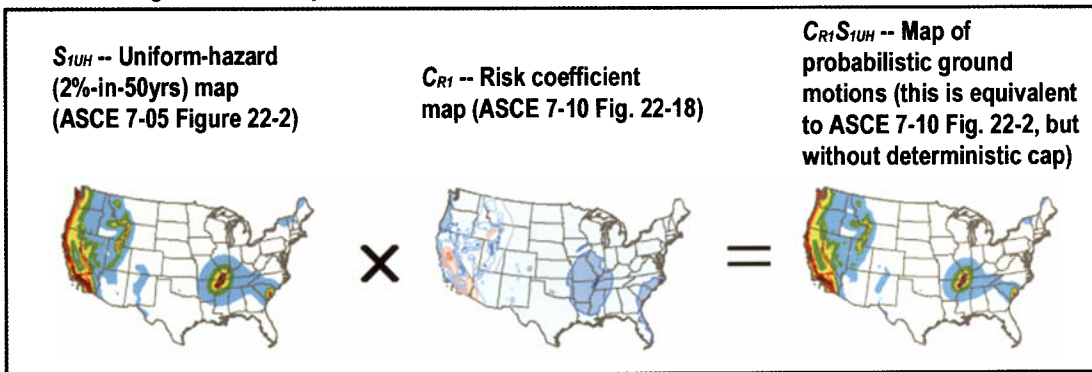 S1UH -- Uniform-hazard
(2%-in-50yrs) map
(ASCE 7-05 Figure 22-2)
CR1 -- Risk coefficient
map (ASCE 7-10 Fig. 22-18)
CR1S1UH -- Map of
probabilistic ground
motions (this is equivalent
to ASCE 7-10 Fig. 22-2, but
without deterministic cap)
×
=